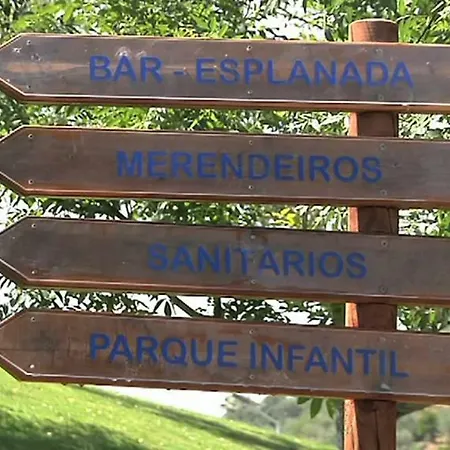 BAR - ESPLANADA
MERENDEIROS
SANITARIOS
PARQUE INFANTIL